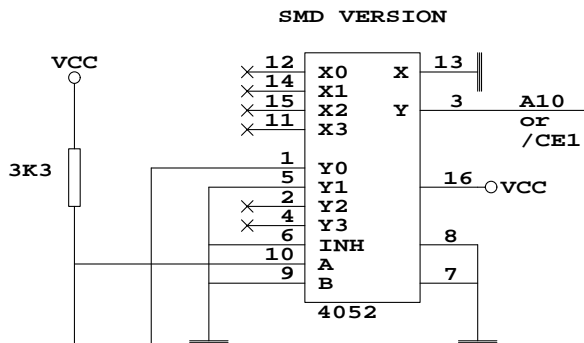 SMD VERSION
VCC
3K3
12 X0 X 13
14 X1
15 X2 Y 3 A10
11 X3 or
/CE1
1 Y0
5 Y1 16 VCC
2 Y2
4 Y3
6 INH 8
10 A
9 B 7
4052